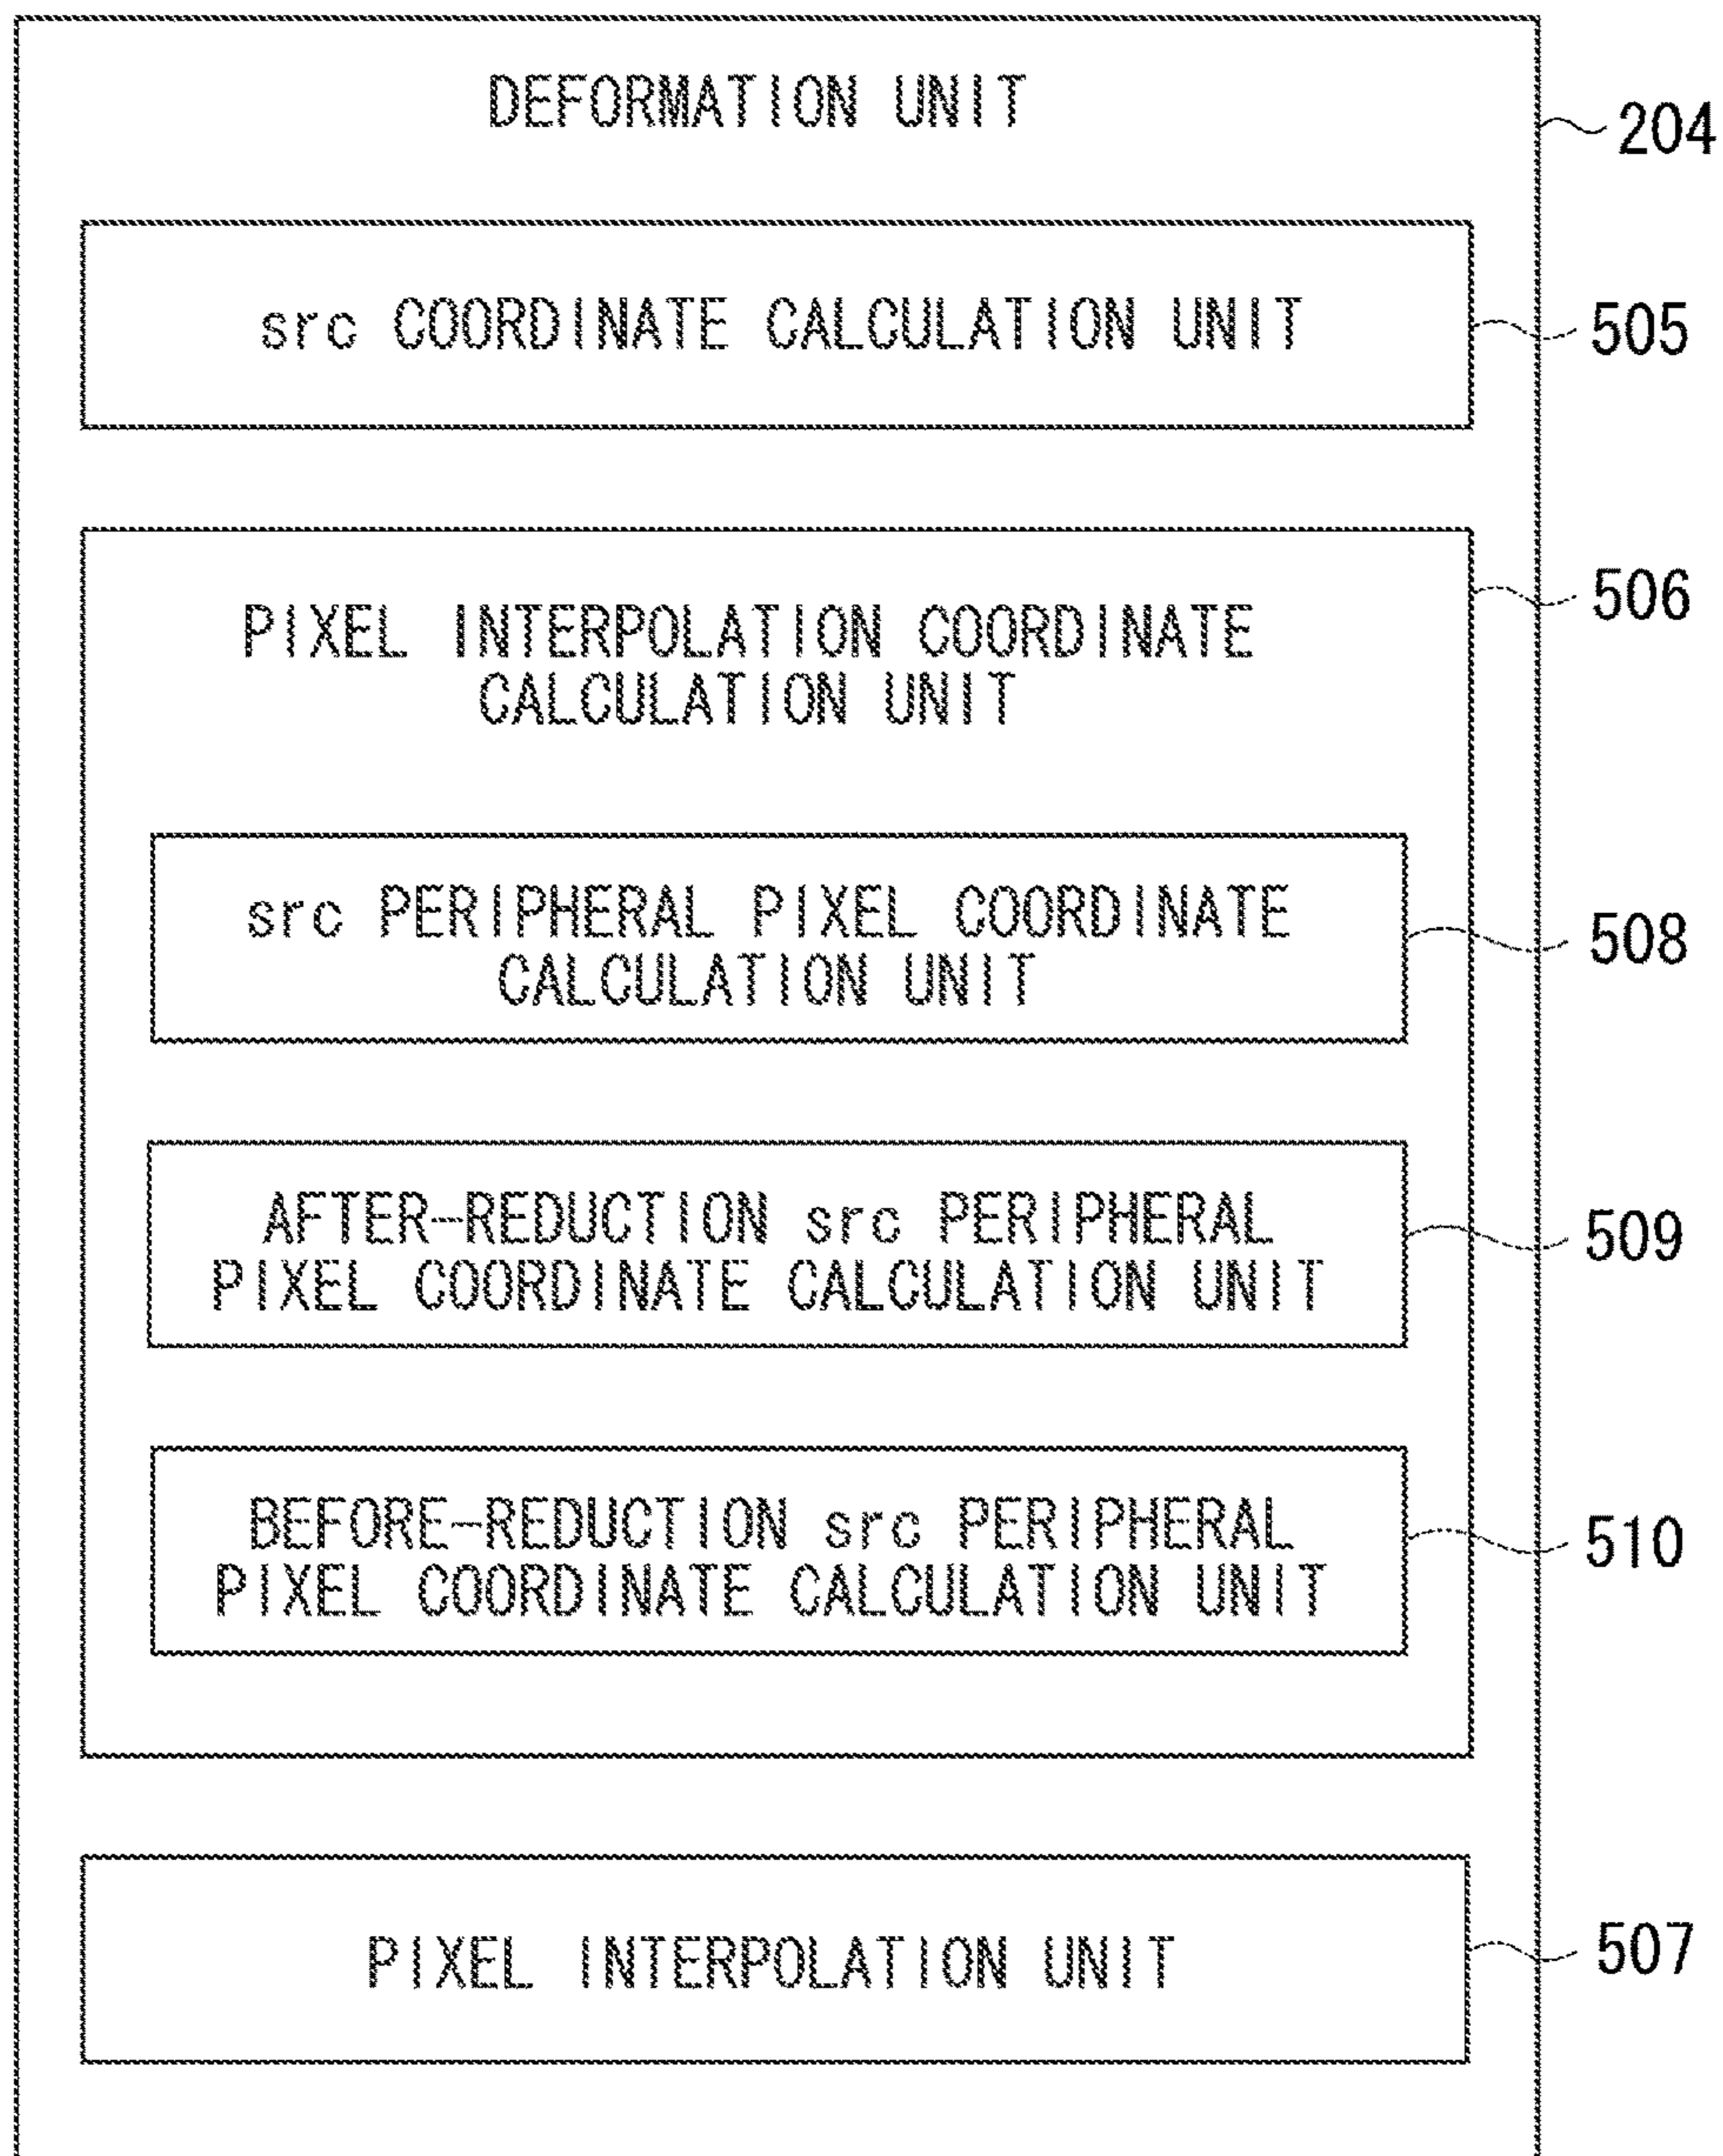 DEFORMATION UNIT
204
src COORDINATE CALCULATION UNIT
505
506
PIXEL INTERPOLATION COORDINATE
CALCULATION UNIT
src PERIPHERAL PIXEL COORDINATE
CALCULATION UNIT
508
AFTER-REDUCTION src PERIPHERAL
PIXEL COORDINATE CALCULATION UNIT
509
BEFORE-REDUCTION src PERIPHERAL
PIXEL COORDINATE CALCULATION UNIT
510
PIXEL INTERPOLATION UNIT
507